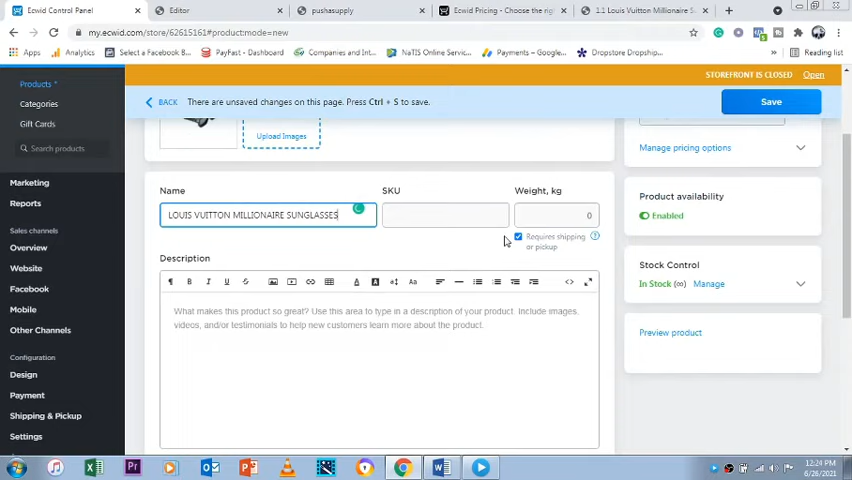 Ecwid Control Panel
Editor
pushasupply
Ecwid Pricing - Choose the rig
1.1 Louis Vuitton Millionaire S
my.ecwid.com/store/62615161#product:mode=new
Apps
Analytics
Select a Facebook B...
PayFast - Dashboard
Companies and Int...
NaTIS Online Servic...
Payments – Googl...
Dropstore Dropship...
Reading list
STOREFRONT IS CLOSED Open
BACK There are unsaved changes on this page. Press Ctrl + S to save. Save
Products *
Categories
Gift Cards
Search products
Marketing
Reports
Sales channels
Overview
Website
Facebook
Mobile
Other Channels
Configuration
Design
Payment
Shipping & Pickup
Settings
Upload Images
Name SKU Weight, kg
LOUIS VUITTON MILLIONAIRE SUNGLASSES 0
Requires shipping
or pickup
Description
What makes this product so great? Use this area to type in a description of your product. Include images,
videos, and/or testimonials to help new customers learn more about the product.
Manage pricing options
Product availability
Enabled
Stock Control
In Stock (∞) Manage
Preview product
12:24 PM
6/26/2021